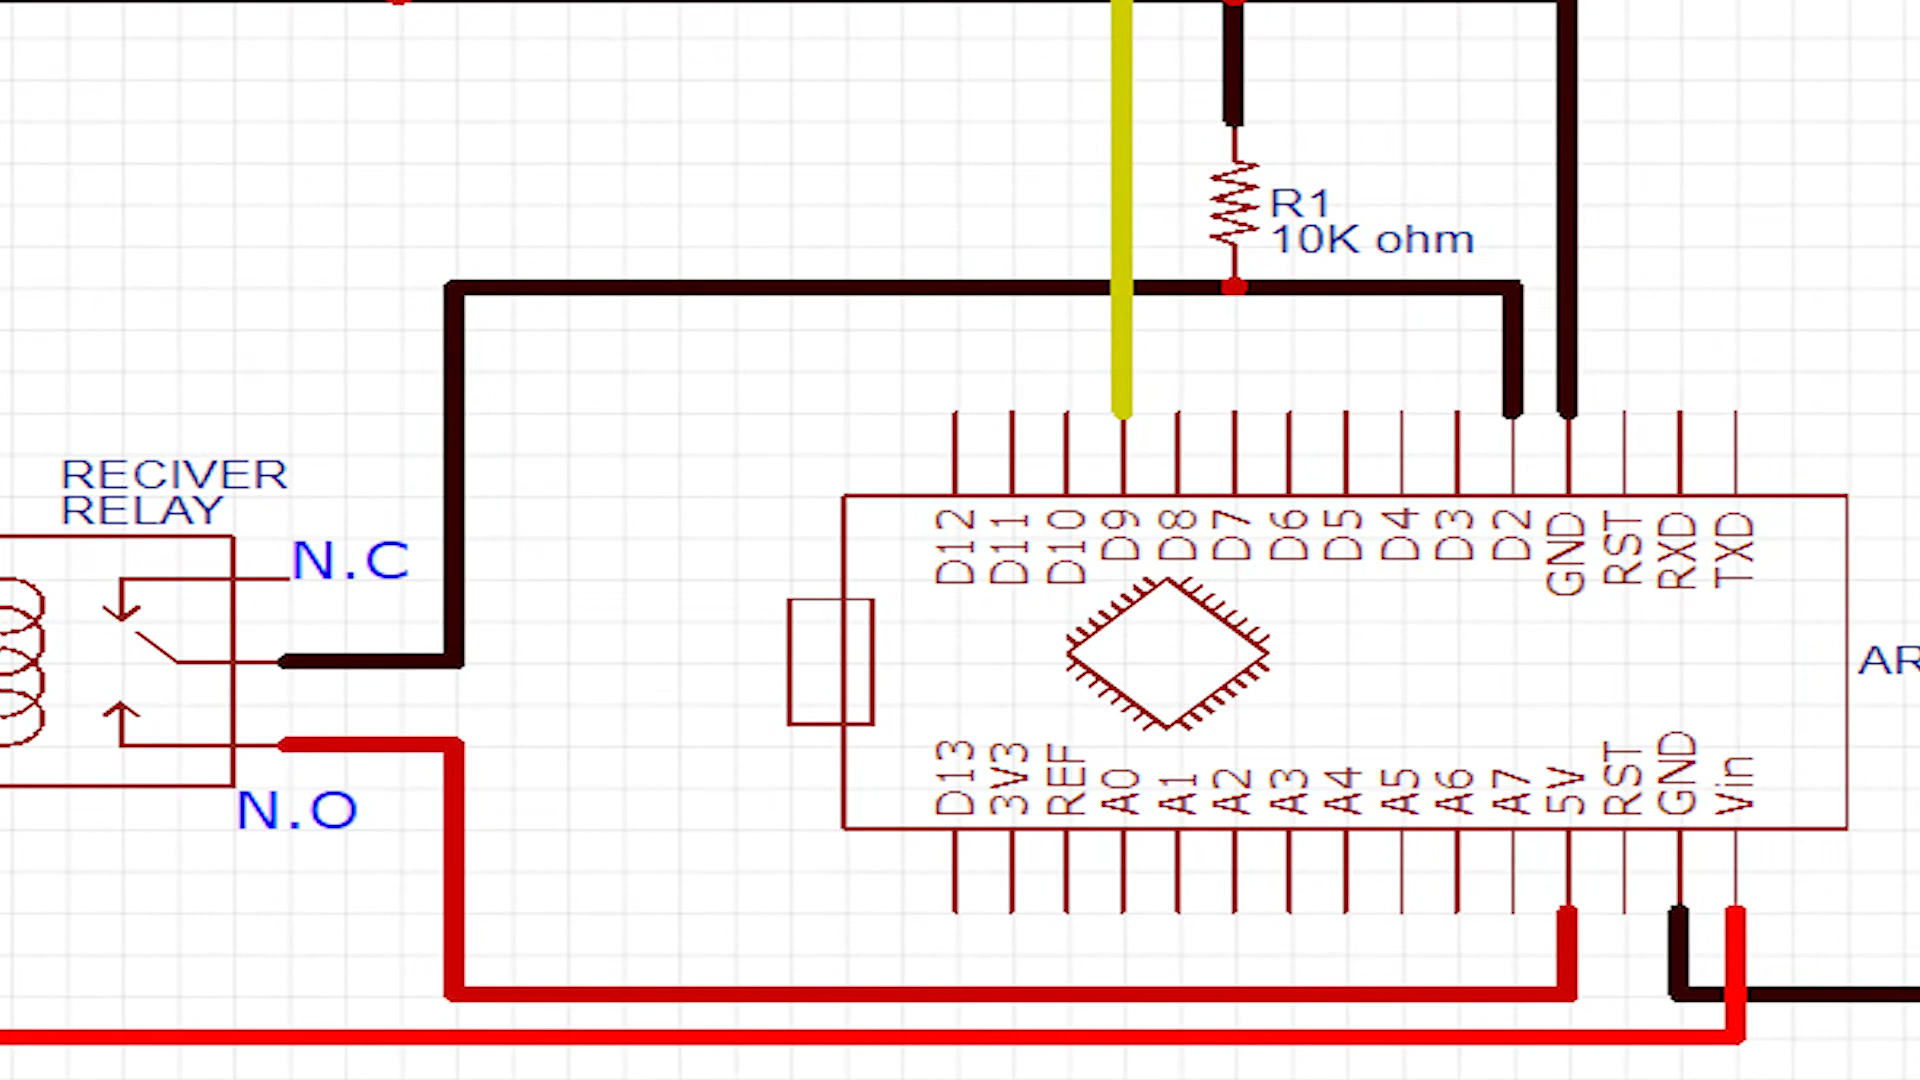 R1
10K ohm
RECIVER
RELAY
N.C
N.O
D12
D11
D10
D9
D8
D7
D6
D5
D4
D3
D2
GND
RST
RXD
TXD
AR
D13
3V3
REF
A0
A1
A2
A3
A4
A5
A6
A7
5V
RST
GND
Vin